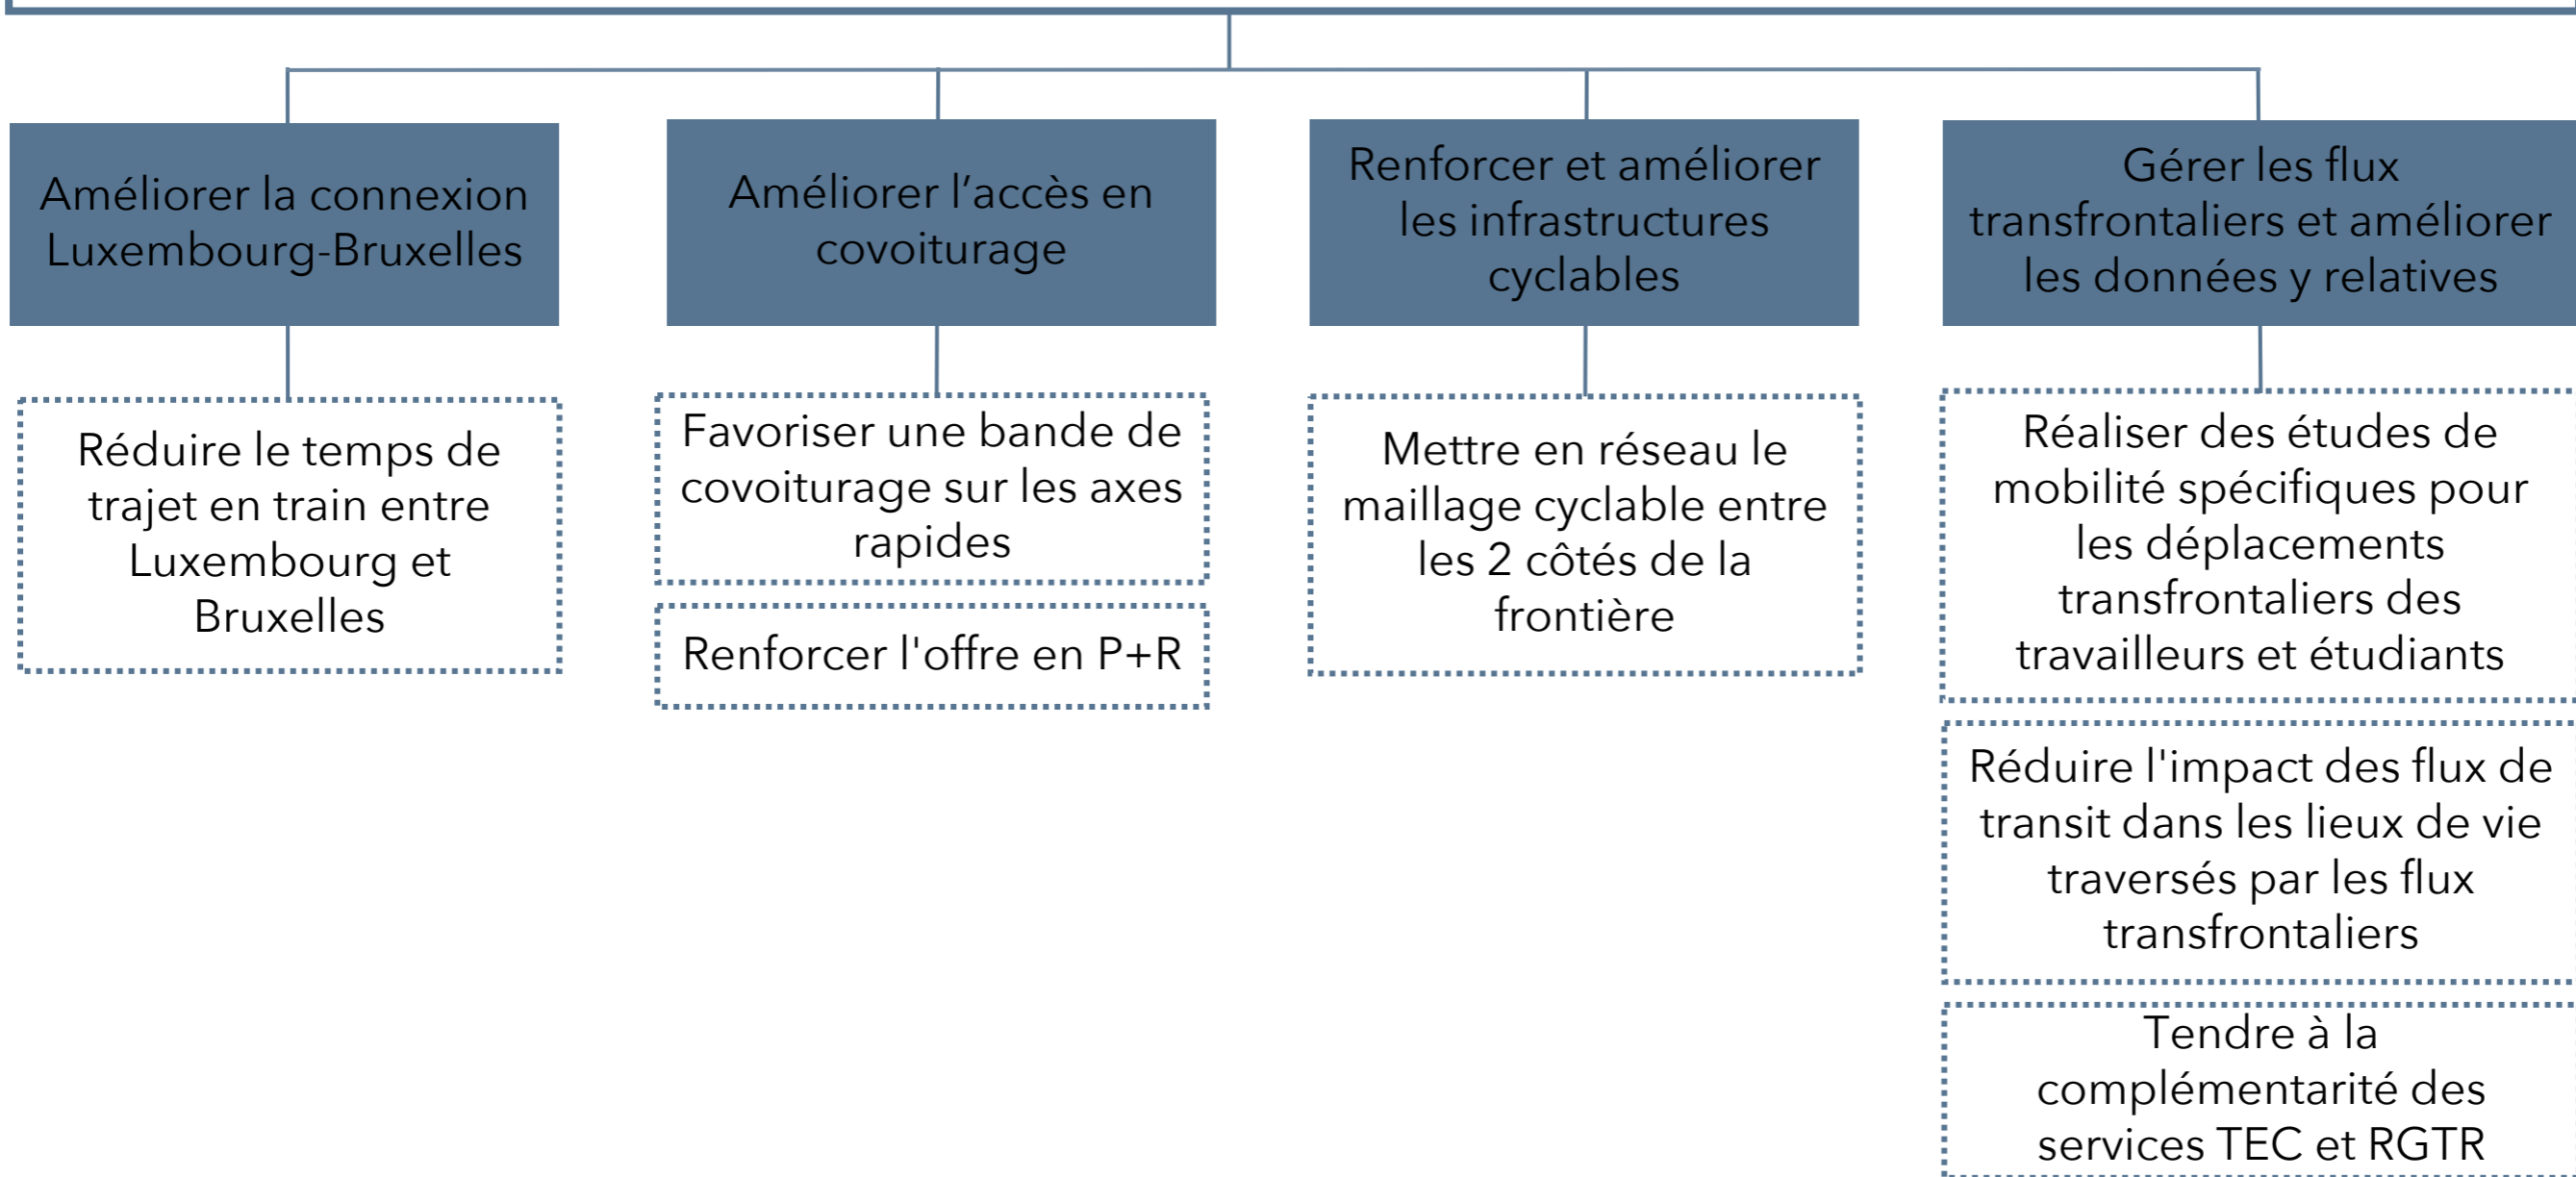 Améliorer la connexion
Luxembourg-Bruxelles
Améliorer l’accès en
covoiturage
Renforcer et améliorer
les infrastructures
cyclables
Gérer les flux
transfrontaliers et améliorer
les données y relatives
Réduire le temps de
trajet en train entre
Luxembourg et
Bruxelles
Favoriser une bande de
covoiturage sur les axes
rapides
Renforcer l'offre en P+R
Mettre en réseau le
maillage cyclable entre
les 2 côtés de la
frontière
Réaliser des études de
mobilité spécifiques pour
les déplacements
transfrontaliers des
travailleurs et étudiants
Réduire l'impact des flux de
transit dans les lieux de vie
traversés par les flux
transfrontaliers
Tendre à la
complémentarité des
services TEC et RGTR